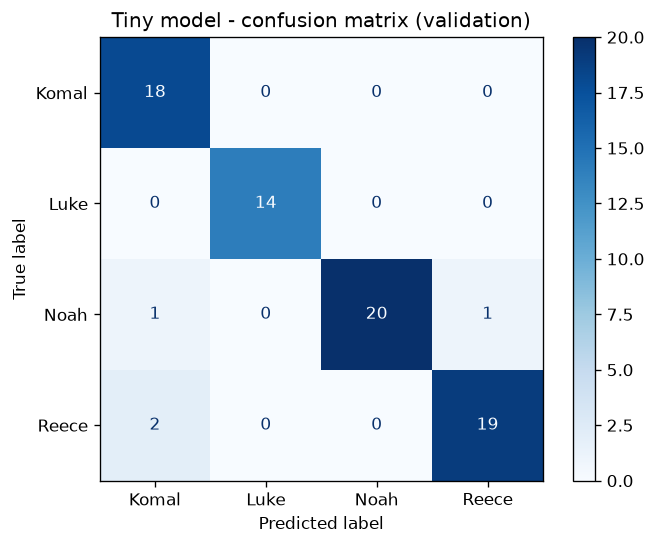 Tiny model - confusion matrix (validation)
Komal 18 0 0 0
Luke 0 14 0 0
Noah 1 0 20 1
Reece 2 0 0 19
Komal Luke Noah Reece
Predicted label
True label
20.0
17.5
15.0
12.5
10.0
7.5
5.0
2.5
0.0